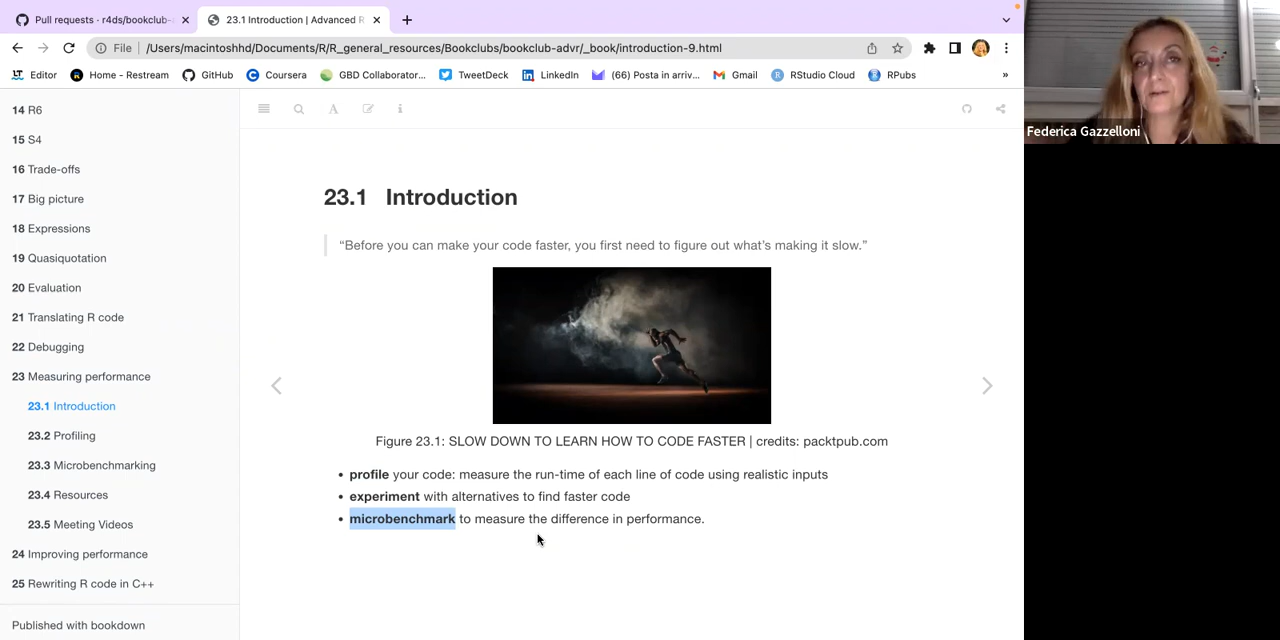 Pull requests · r4ds/bookclub-
23.1 Introduction | Advanced R
File
/Users/macintoshhd/Documents/R/R_general_resources/Bookclubs/bookclub-advr/_book/introduction-9.html
Editor
Home - Restream
GitHub
Coursera
GBD Collaborator...
TweetDeck
LinkedIn
(66) Posta in arriv...
Gmail
RStudio Cloud
RPubs
»
14 R6
15 S4
16 Trade-offs
17 Big picture
18 Expressions
19 Quasiquotation
20 Evaluation
21 Translating R code
22 Debugging
23 Measuring performance
23.1 Introduction
23.2 Profiling
23.3 Microbenchmarking
23.4 Resources
23.5 Meeting Videos
24 Improving performance
25 Rewriting R code in C++
Published with bookdown
23.1 Introduction
“Before you can make your code faster, you first need to figure out what’s making it slow.”
Figure 23.1: SLOW DOWN TO LEARN HOW TO CODE FASTER | credits: packtpub.com
• profile your code: measure the run-time of each line of code using realistic inputs
• experiment with alternatives to find faster code
• microbenchmark to measure the difference in performance.
Federica Gazzelloni